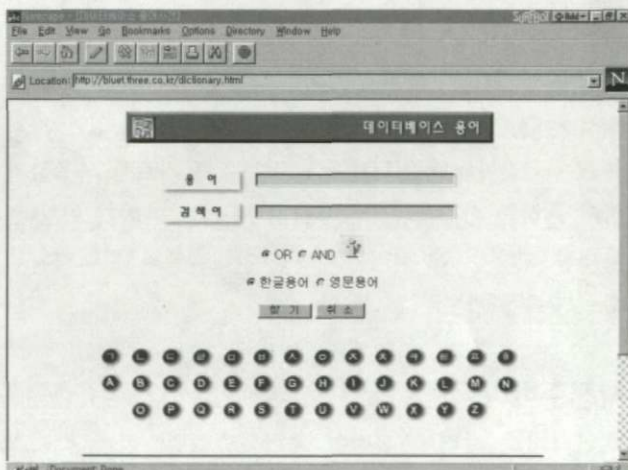 File Edit View Go Bookmarks Options Directory Window Help
Location: http://bluet.three.co.kr/dictionary.html
데이터베이스 용어
용 어
검 색 어
OR AND
한글용어 영문용어
찾 기 취 소
ㄱ ㄴ ㄷ ㄹ ㅁ ㅂ ㅅ ㅇ ㅈ ㅊ ㅋ ㅌ ㅍ ㅎ
A B C D E F G H I J K L M N
O P Q R S T U V W X Y Z
Document: Done